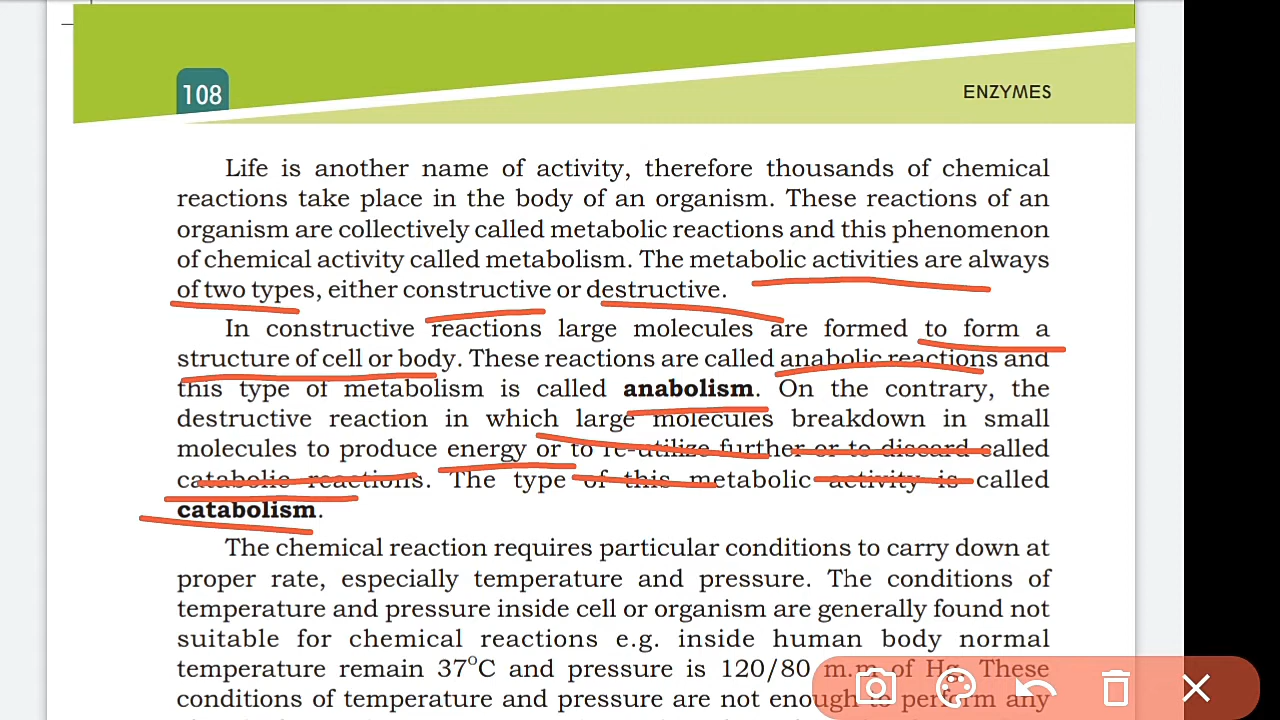 108
ENZYMES
Life is another name of activity, therefore thousands of chemical
reactions take place in the body of an organism. These reactions of an
organism are collectively called metabolic reactions and this phenomenon
of chemical activity called metabolism. The metabolic activities are always
of two types, either constructive or destructive.
In constructive reactions large molecules are formed to form a
structure of cell or body. These reactions are called anabolic reactions and
this type of metabolism is called anabolism. On the contrary, the
destructive reaction in which large molecules breakdown in small
molecules to produce energy or to re-utilize further or to discard called
catabolic reactions. The type of this metabolic activity is called
catabolism.
The chemical reaction requires particular conditions to carry down at
proper rate, especially temperature and pressure. The conditions of
temperature and pressure inside cell or organism are generally found not
suitable for chemical reactions e.g. inside human body normal
temperature remain 37°C and pressure is 120/80 m.m of Hg. These
conditions of temperature and pressure are not enough to perform any